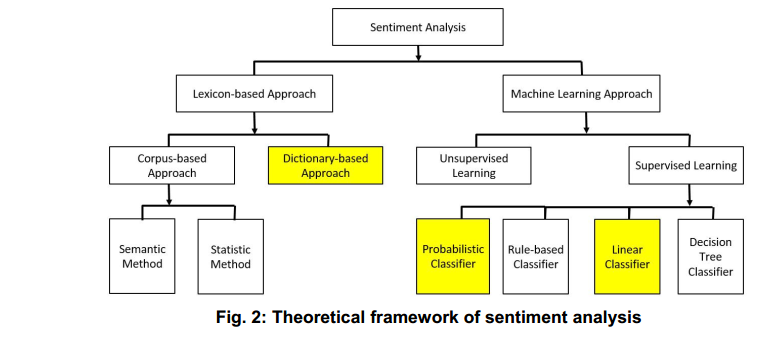 Sentiment Analysis
Lexicon-based Approach
Machine Learning Approach
Corpus-based
Approach
Dictionary-based
Approach
Unsupervised
Learning
Supervised Learning
Semantic
Method
Statistic
Method
Probabilistic
Classifier
Rule-based
Classifier
Linear
Classifier
Decision
Tree
Classifier
Fig. 2: Theoretical framework of sentiment analysis